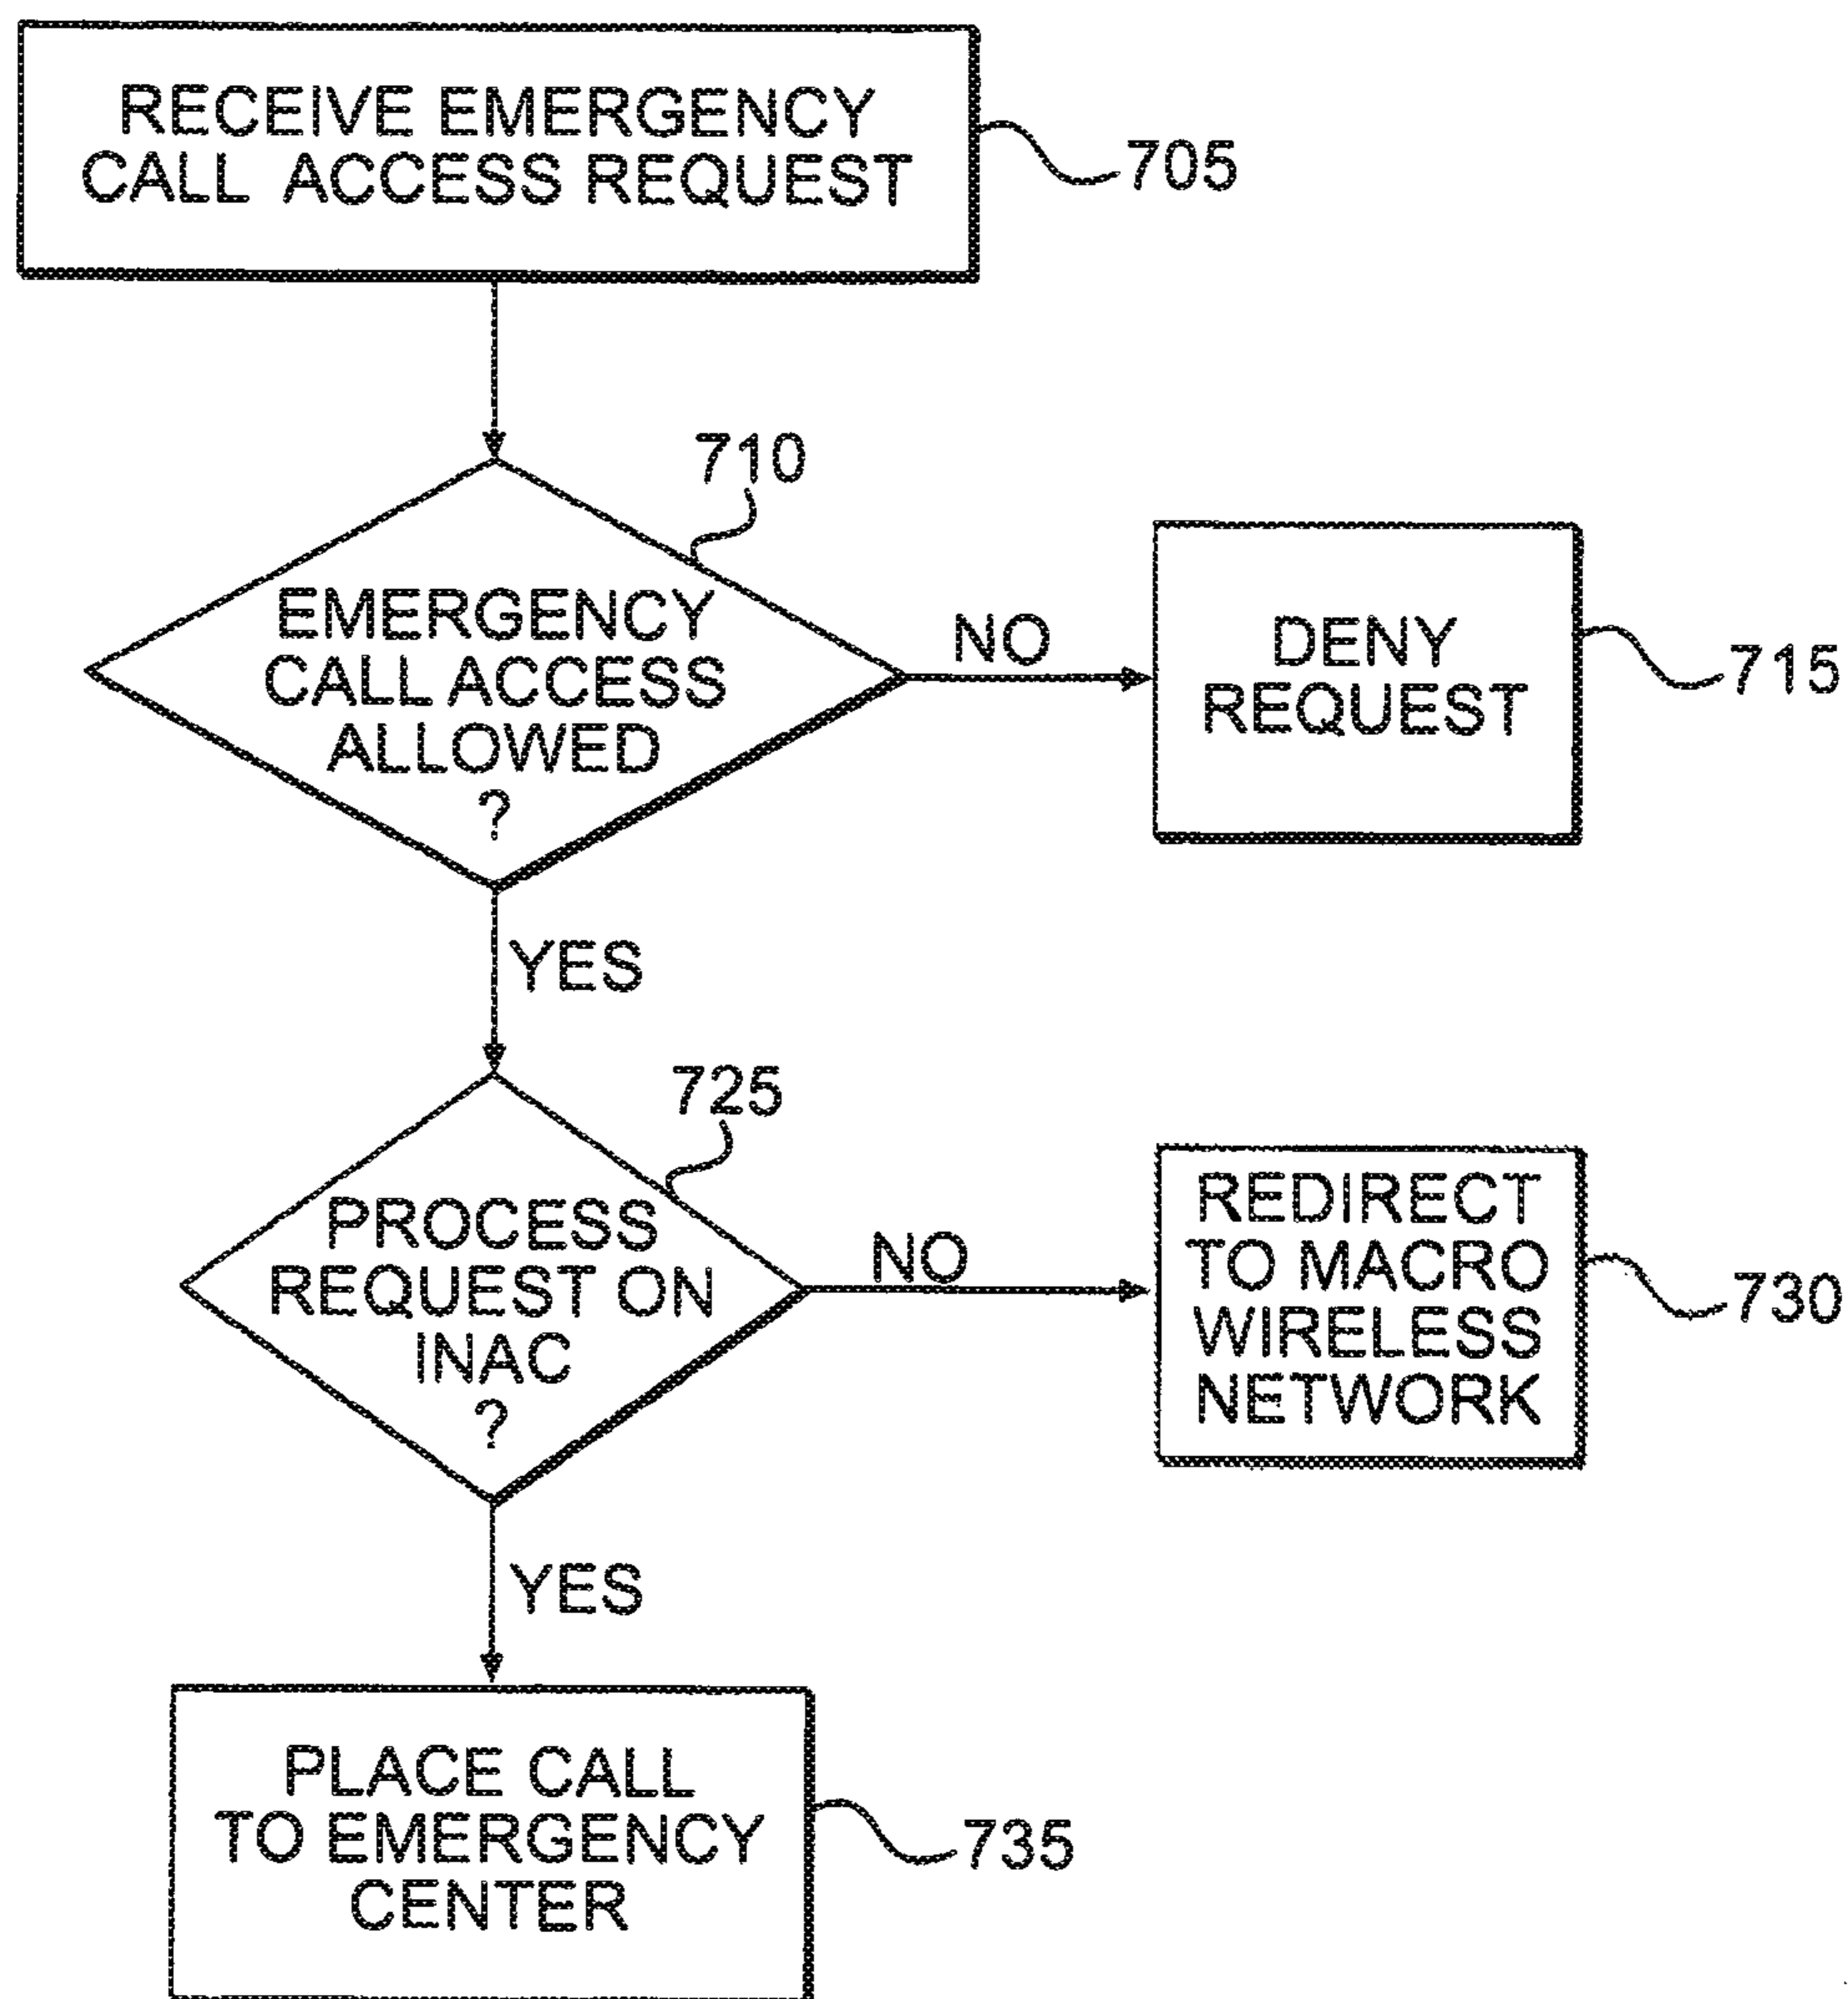 RECEIVE EMERGENCY
CALL ACCESS REQUEST
705
710
EMERGENCY
CALL ACCESS
ALLOWED
?
NO
DENY
REQUEST
715
YES
725
PROCESS
REQUEST ON
INAC
?
NO
REDIRECT
TO MACRO
WIRELESS
NETWORK
730
YES
PLACE CALL
TO EMERGENCY
CENTER
735